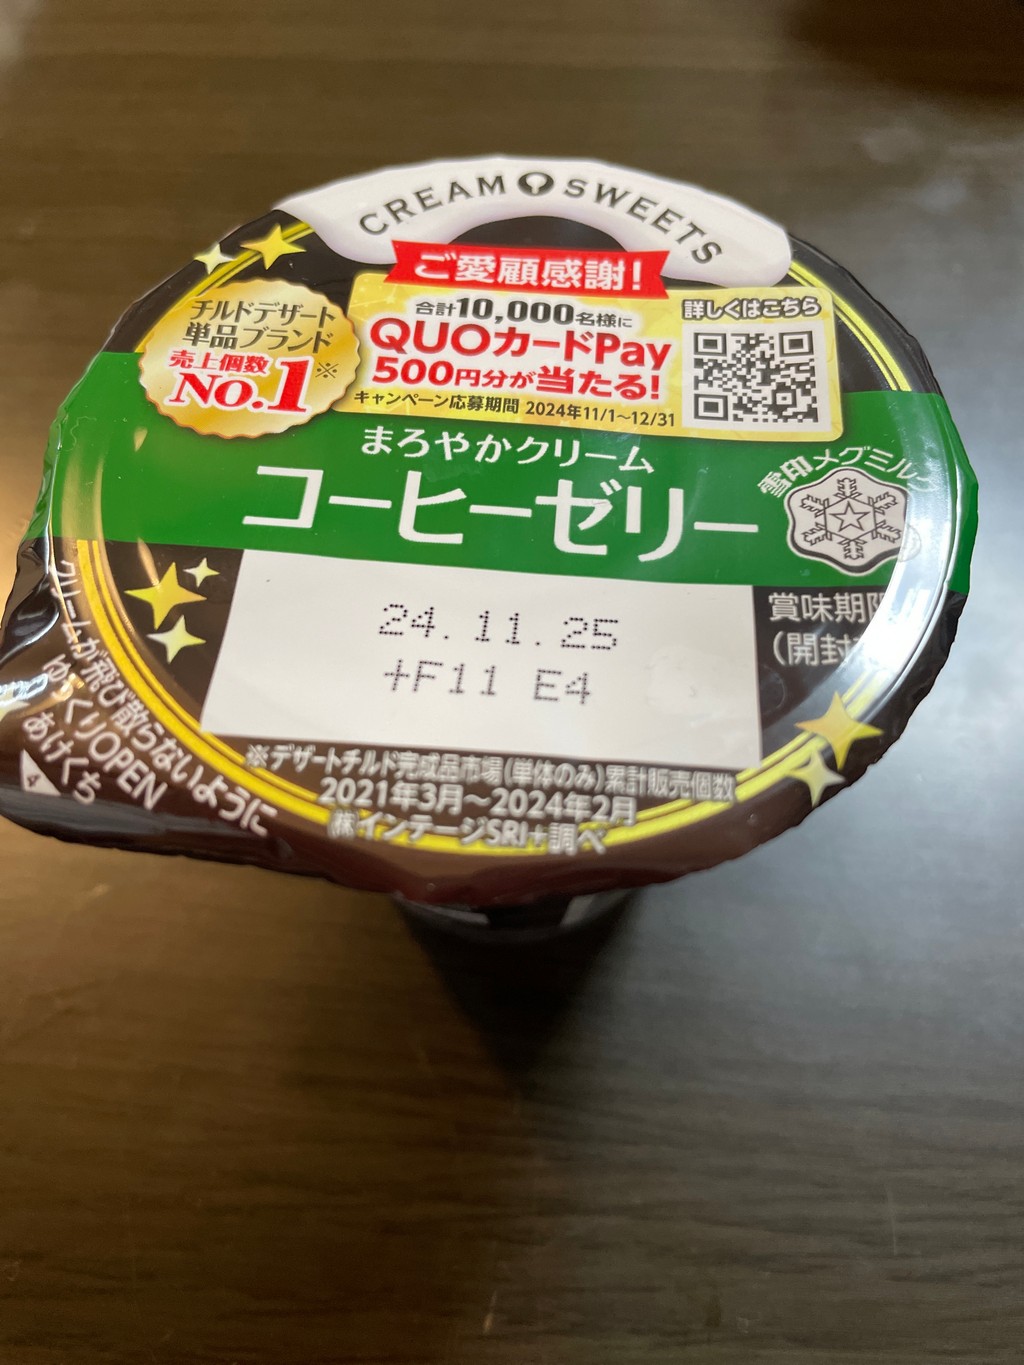 CREAM SWEETS
ご愛顧感謝!
チルドデザート
単品ブランド
売上個数
No.1※
合計10,000名様に
QUOカードPay
500円分が当たる!
キャンペーン応募期間 2024年11/1~12/31
詳しくはこちら
まろやかクリーム
コーヒーゼリー
雪印メグミルク
24.11.25
+F11 E4
賞味期限
(開封
※デザートチルド完成品市場(単体のみ)累計販売個数
2021年3月~2024年2月
㈱インテージSRI+調べ
クリームが飛び散らないように
ゆっくりOPEN
あけくち